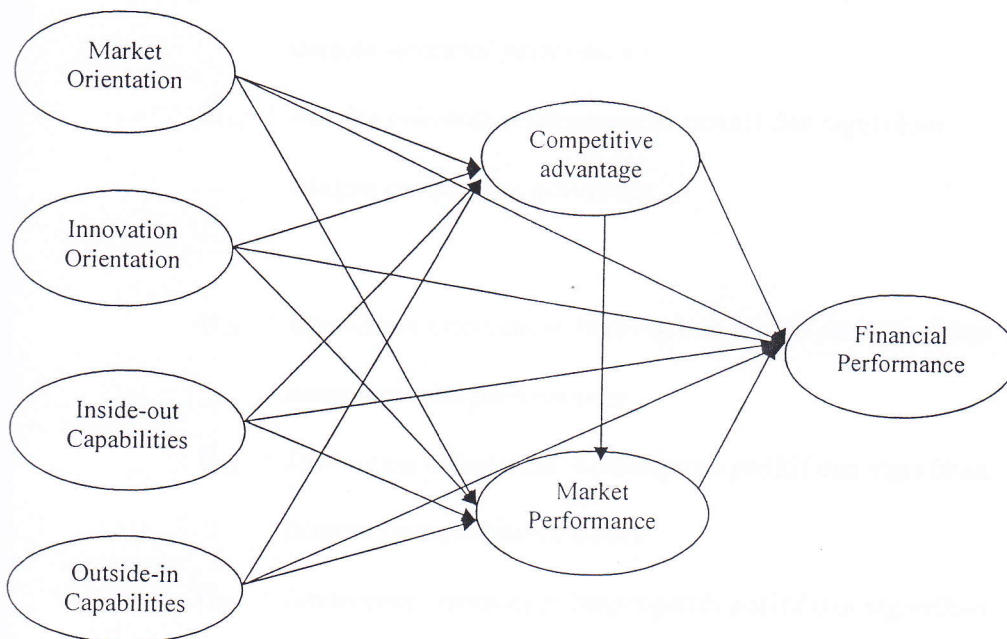 Market
Orientation
Competitive
advantage
Innovation
Orientation
Financial
Performance
Inside-out
Capabilities
Market
Performance
Outside-in
Capabilities